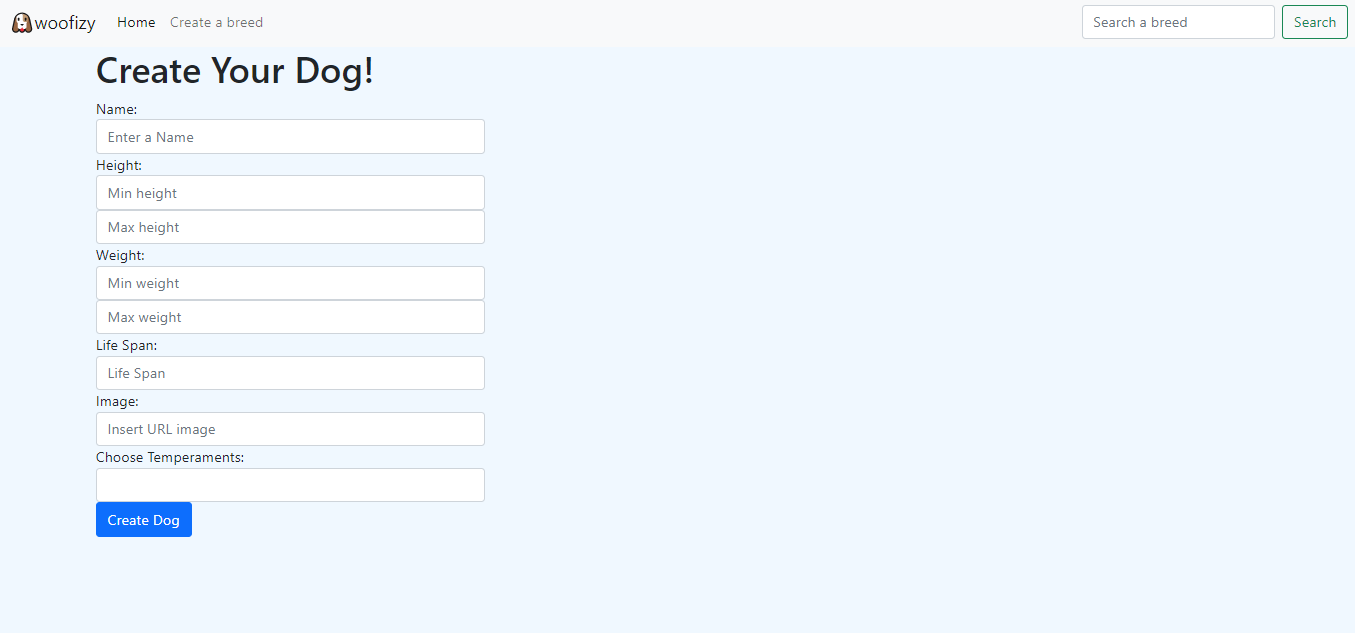 woofizy Home Create a breed Search a breed Search
Create Your Dog!
Name:
Enter a Name
Height:
Min height
Max height
Weight:
Min weight
Max weight
Life Span:
Life Span
Image:
Insert URL image
Choose Temperaments:
Create Dog